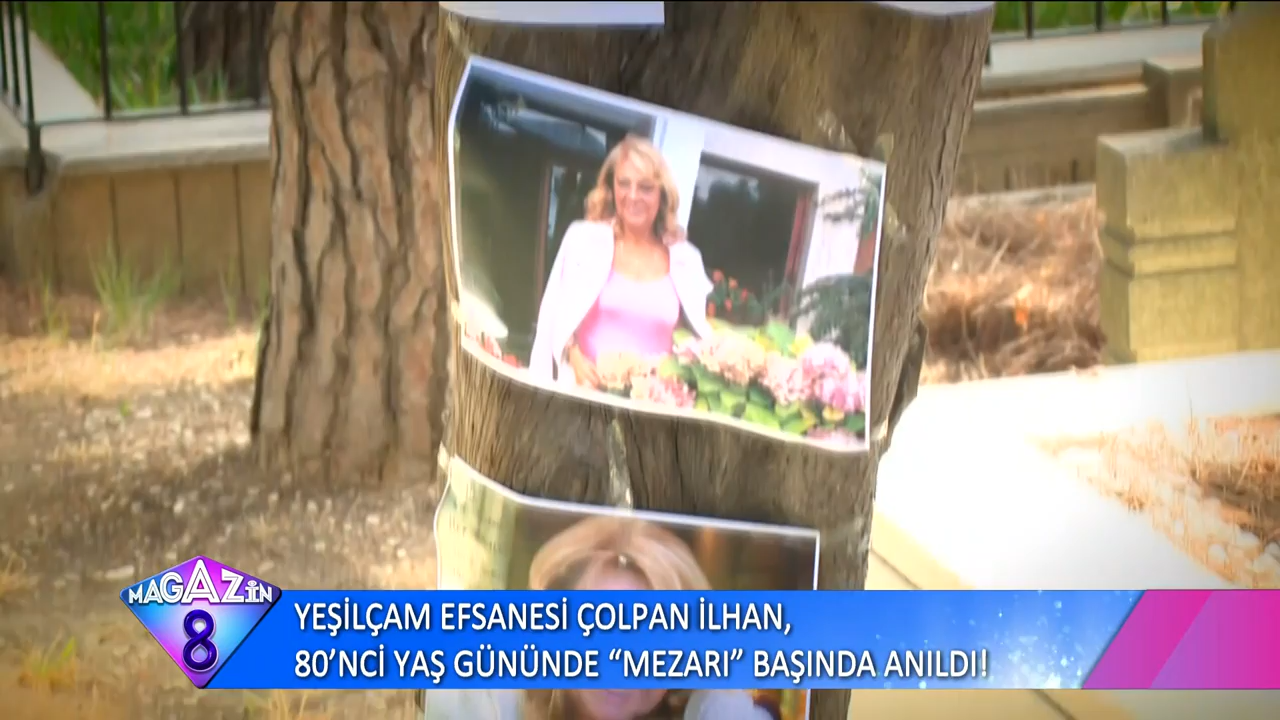 MAGAZİN
8
YEŞİLÇAM EFSANESİ ÇOLPAN İLHAN,
80’NCİ YAŞ GÜNÜNDE “MEZARI” BAŞINDA ANILDI!